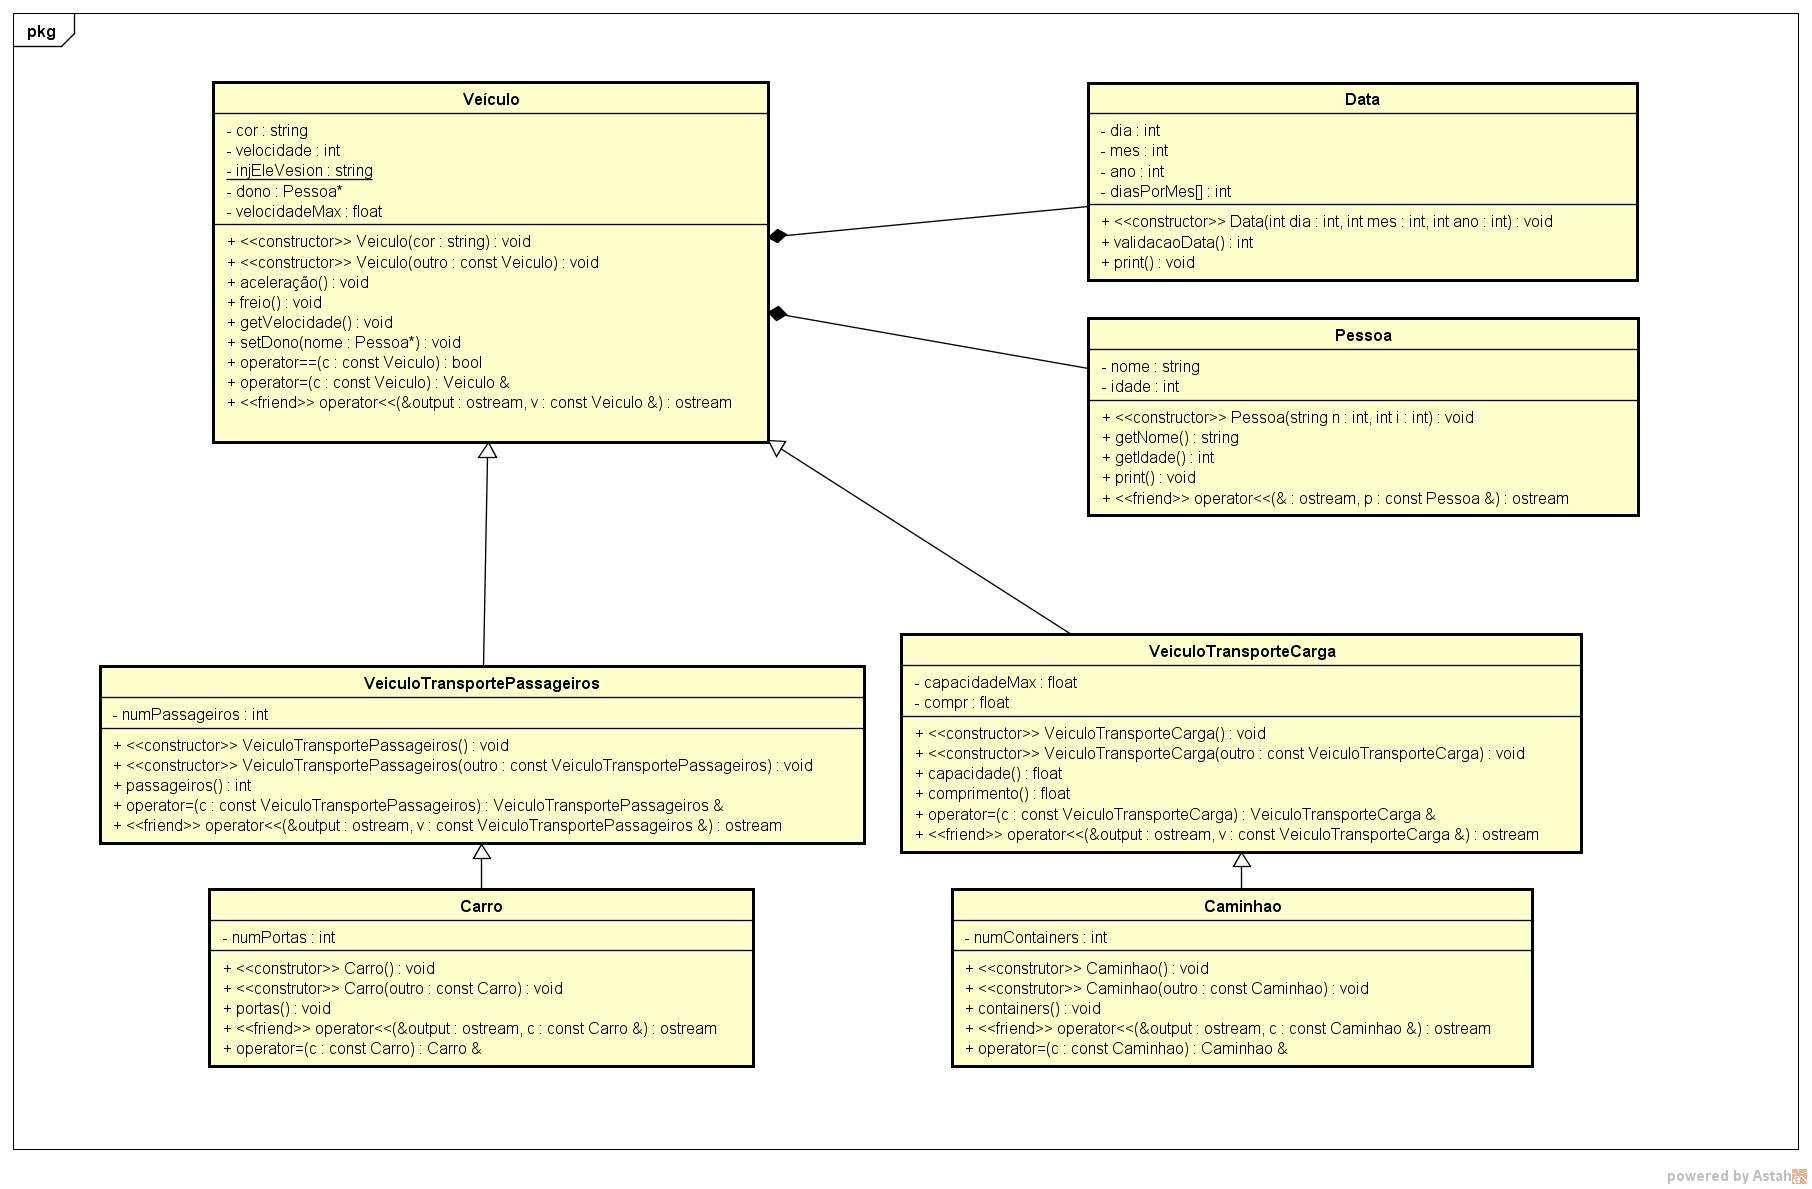 pkg
Veículo
- cor : string
- velocidade : int
- injEleVesion : string
- dono : Pessoa*
- velocidadeMax : float
+ <<constructor>> Veiculo(cor : string) : void
+ <<constructor>> Veiculo(outro : const Veiculo) : void
+ aceleração() : void
+ freio() : void
+ getVelocidade() : void
+ setDono(nome : Pessoa*) : void
+ operator==(c : const Veiculo) : bool
+ operator=(c : const Veiculo) : Veiculo &
+ <<friend>> operator<<(&output : ostream, v : const Veiculo &) : ostream
Data
- dia : int
- mes : int
- ano : int
- diasPorMes[] : int
+ <<constructor>> Data(int dia : int, int mes : int, int ano : int) : void
+ validacaoData() : int
+ print() : void
Pessoa
- nome : string
- idade : int
+ <<constructor>> Pessoa(string n : int, int i : int) : void
+ getNome() : string
+ getIdade() : int
+ print() : void
+ <<friend>> operator<<(& : ostream, p : const Pessoa &) : ostream
VeiculoTransportePassageiros
- numPassageiros : int
+ <<constructor>> VeiculoTransportePassageiros() : void
+ <<constructor>> VeiculoTransportePassageiros(outro : const VeiculoTransportePassageiros) : void
+ passageiros() : int
+ operator=(c : const VeiculoTransportePassageiros) : VeiculoTransportePassageiros &
+ <<friend>> operator<<(&output : ostream, v : const VeiculoTransportePassageiros &) : ostream
VeiculoTransporteCarga
- capacidadeMax : float
- compr : float
+ <<constructor>> VeiculoTransporteCarga() : void
+ <<constructor>> VeiculoTransporteCarga(outro : const VeiculoTransporteCarga) : void
+ capacidade() : float
+ comprimento() : float
+ operator=(c : const VeiculoTransporteCarga) : VeiculoTransporteCarga &
+ <<friend>> operator<<(&output : ostream, v : const VeiculoTransporteCarga &) : ostream
Carro
- numPortas : int
+ <<construtor>> Carro() : void
+ <<construtor>> Carro(outro : const Carro) : void
+ portas() : void
+ <<friend>> operator<<(&output : ostream, c : const Carro &) : ostream
+ operator=(c : const Carro) : Carro &
Caminhao
- numContainers : int
+ <<construtor>> Caminhao() : void
+ <<construtor>> Caminhao(outro : const Caminhao) : void
+ containers() : void
+ <<friend>> operator<<(&output : ostream, c : const Caminhao &) : ostream
+ operator=(c : const Caminhao) : Caminhao &
powered by Astah